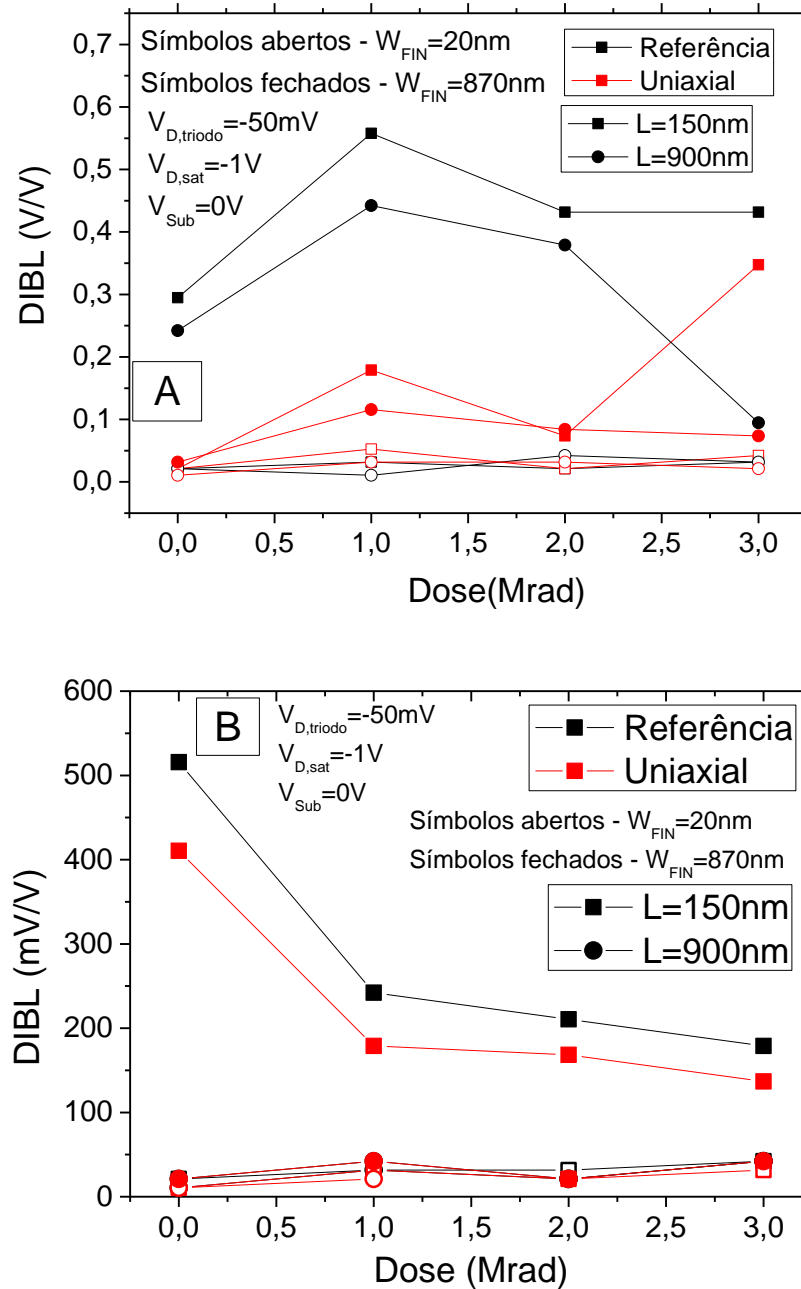 Símbolos abertos - W_FIN=20nm
Símbolos fechados - W_FIN=870nm
V_D,triodo=-50mV
V_D,sat=-1V
V_Sub=0V
Referência
Uniaxial
L=150nm
L=900nm
A
DIBL (V/V)
0,7
0,6
0,5
0,4
0,3
0,2
0,1
0,0
0,0 0,5 1,0 1,5 2,0 2,5 3,0
Dose(Mrad)
B
V_D,triodo=-50mV
V_D,sat=-1V
V_Sub=0V
Referência
Uniaxial
Símbolos abertos - W_FIN=20nm
Símbolos fechados - W_FIN=870nm
L=150nm
L=900nm
DIBL (mV/V)
600
500
400
300
200
100
0
0,0 0,5 1,0 1,5 2,0 2,5 3,0
Dose (Mrad)